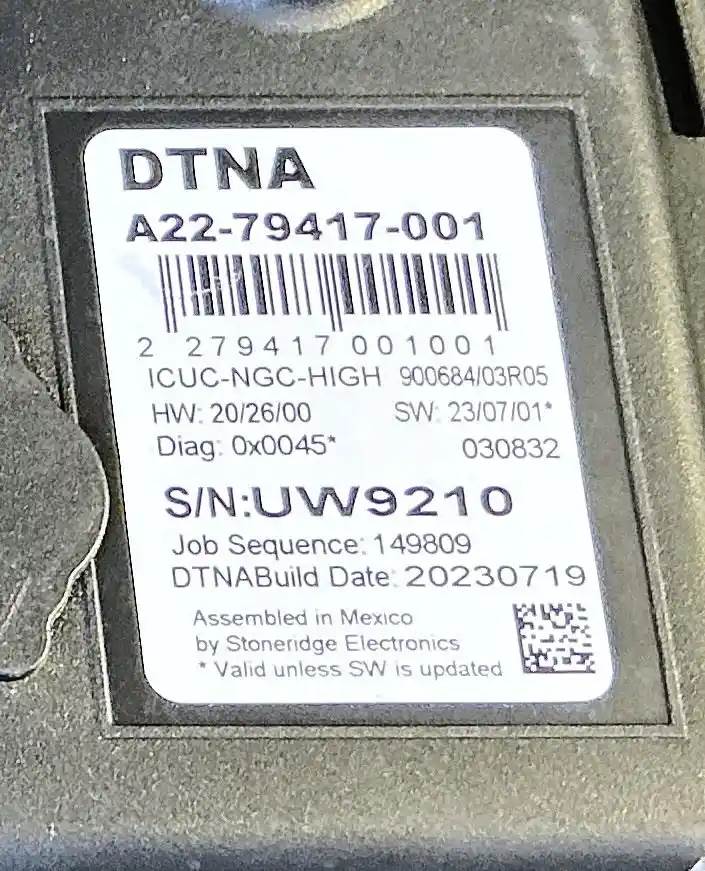 DTNA
A22-79417-001
2 279417 001001
ICUC-NGC-HIGH 900684/03R05
HW: 20/26/00 SW: 23/07/01*
Diag: 0x0045* 030832
S/N:UW9210
Job Sequence: 149809
DTNABuild Date: 20230719
Assembled in Mexico
by Stoneridge Electronics
* Valid unless SW is updated